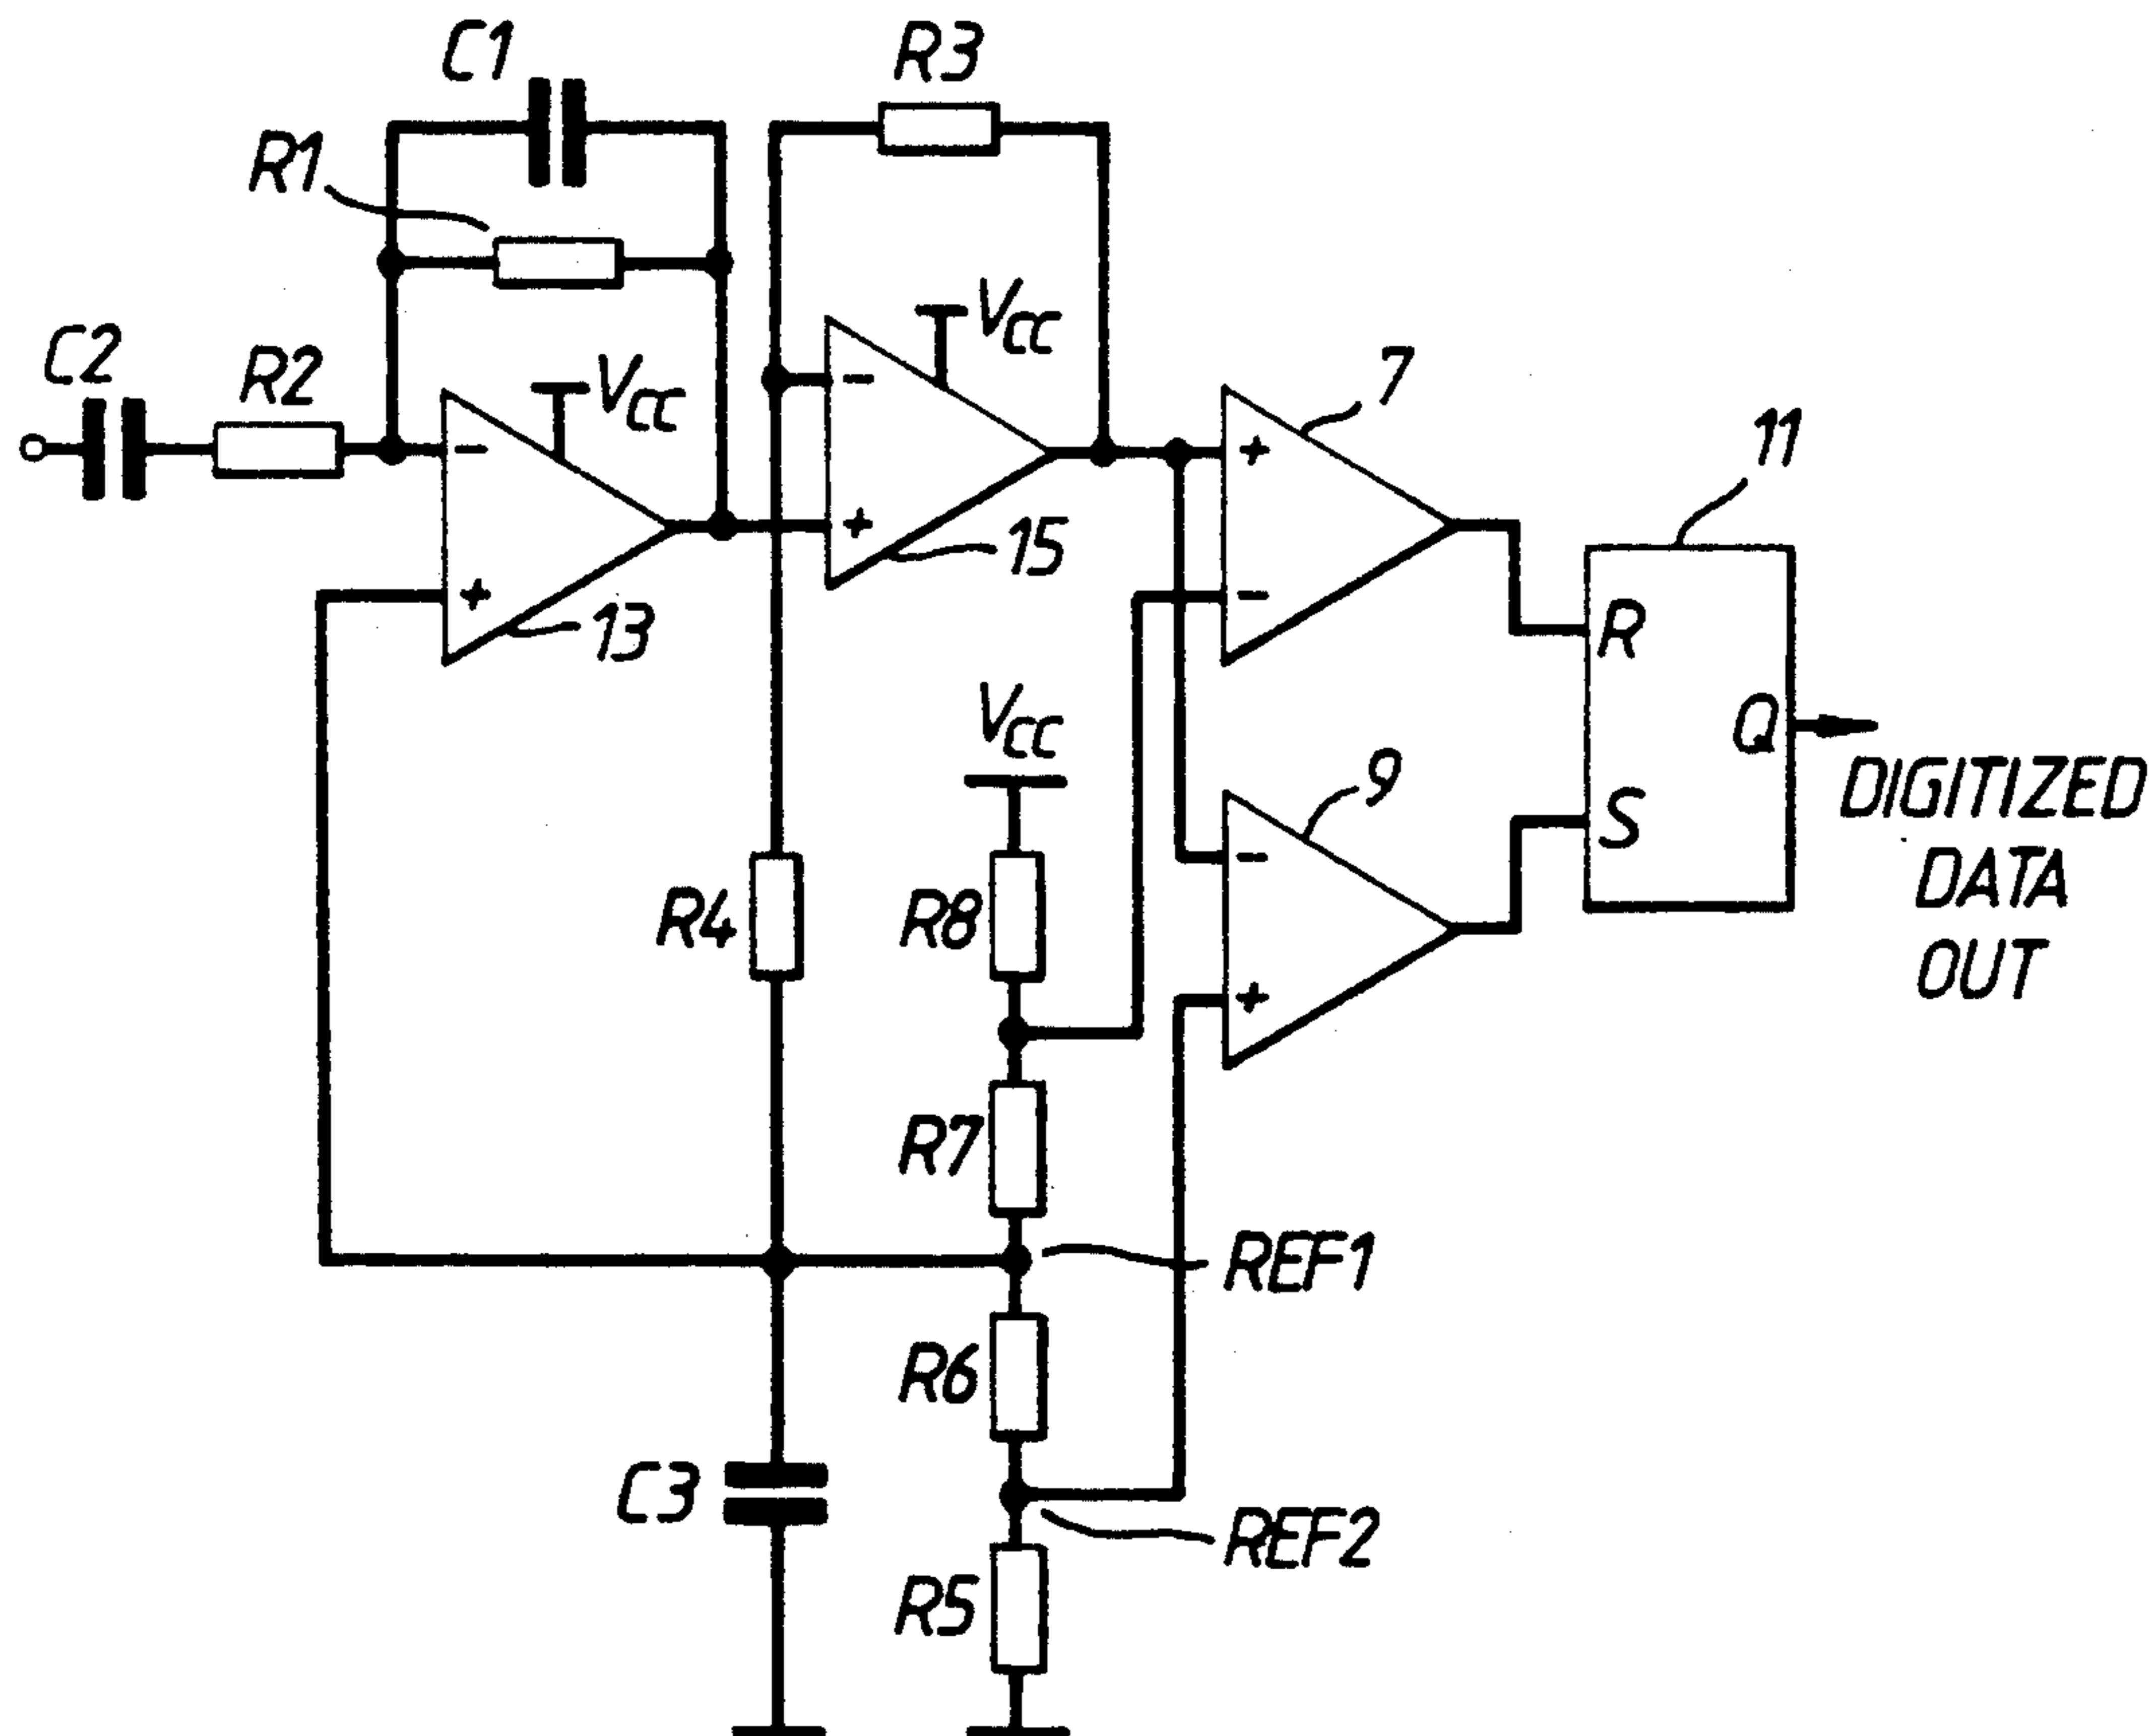 C1
R3
R1
Vcc
C2
R2
Vcc
7
11
-
-
+
+
+
15
-
13
R
Vcc
Q
9
DIGITIZED
S
DATA
-
R4
R8
OUT
+
R7
REF1
R6
C3
REF2
R5